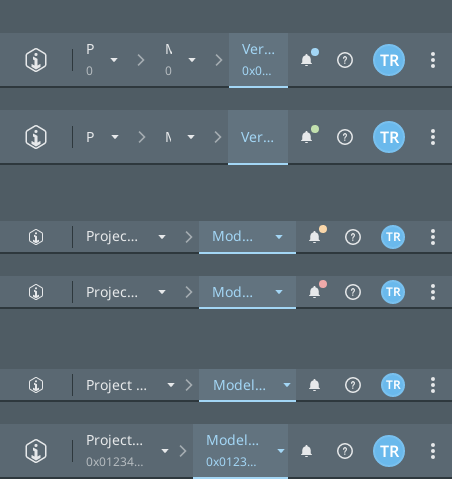 P
0
0
Ver...
0x0...
TR
P
Ver...
TR
Projec...
Mod...
TR
Projec...
Mod...
TR
Project ...
Model...
TR
Project...
0x01234...
Model...
0x0123...
TR